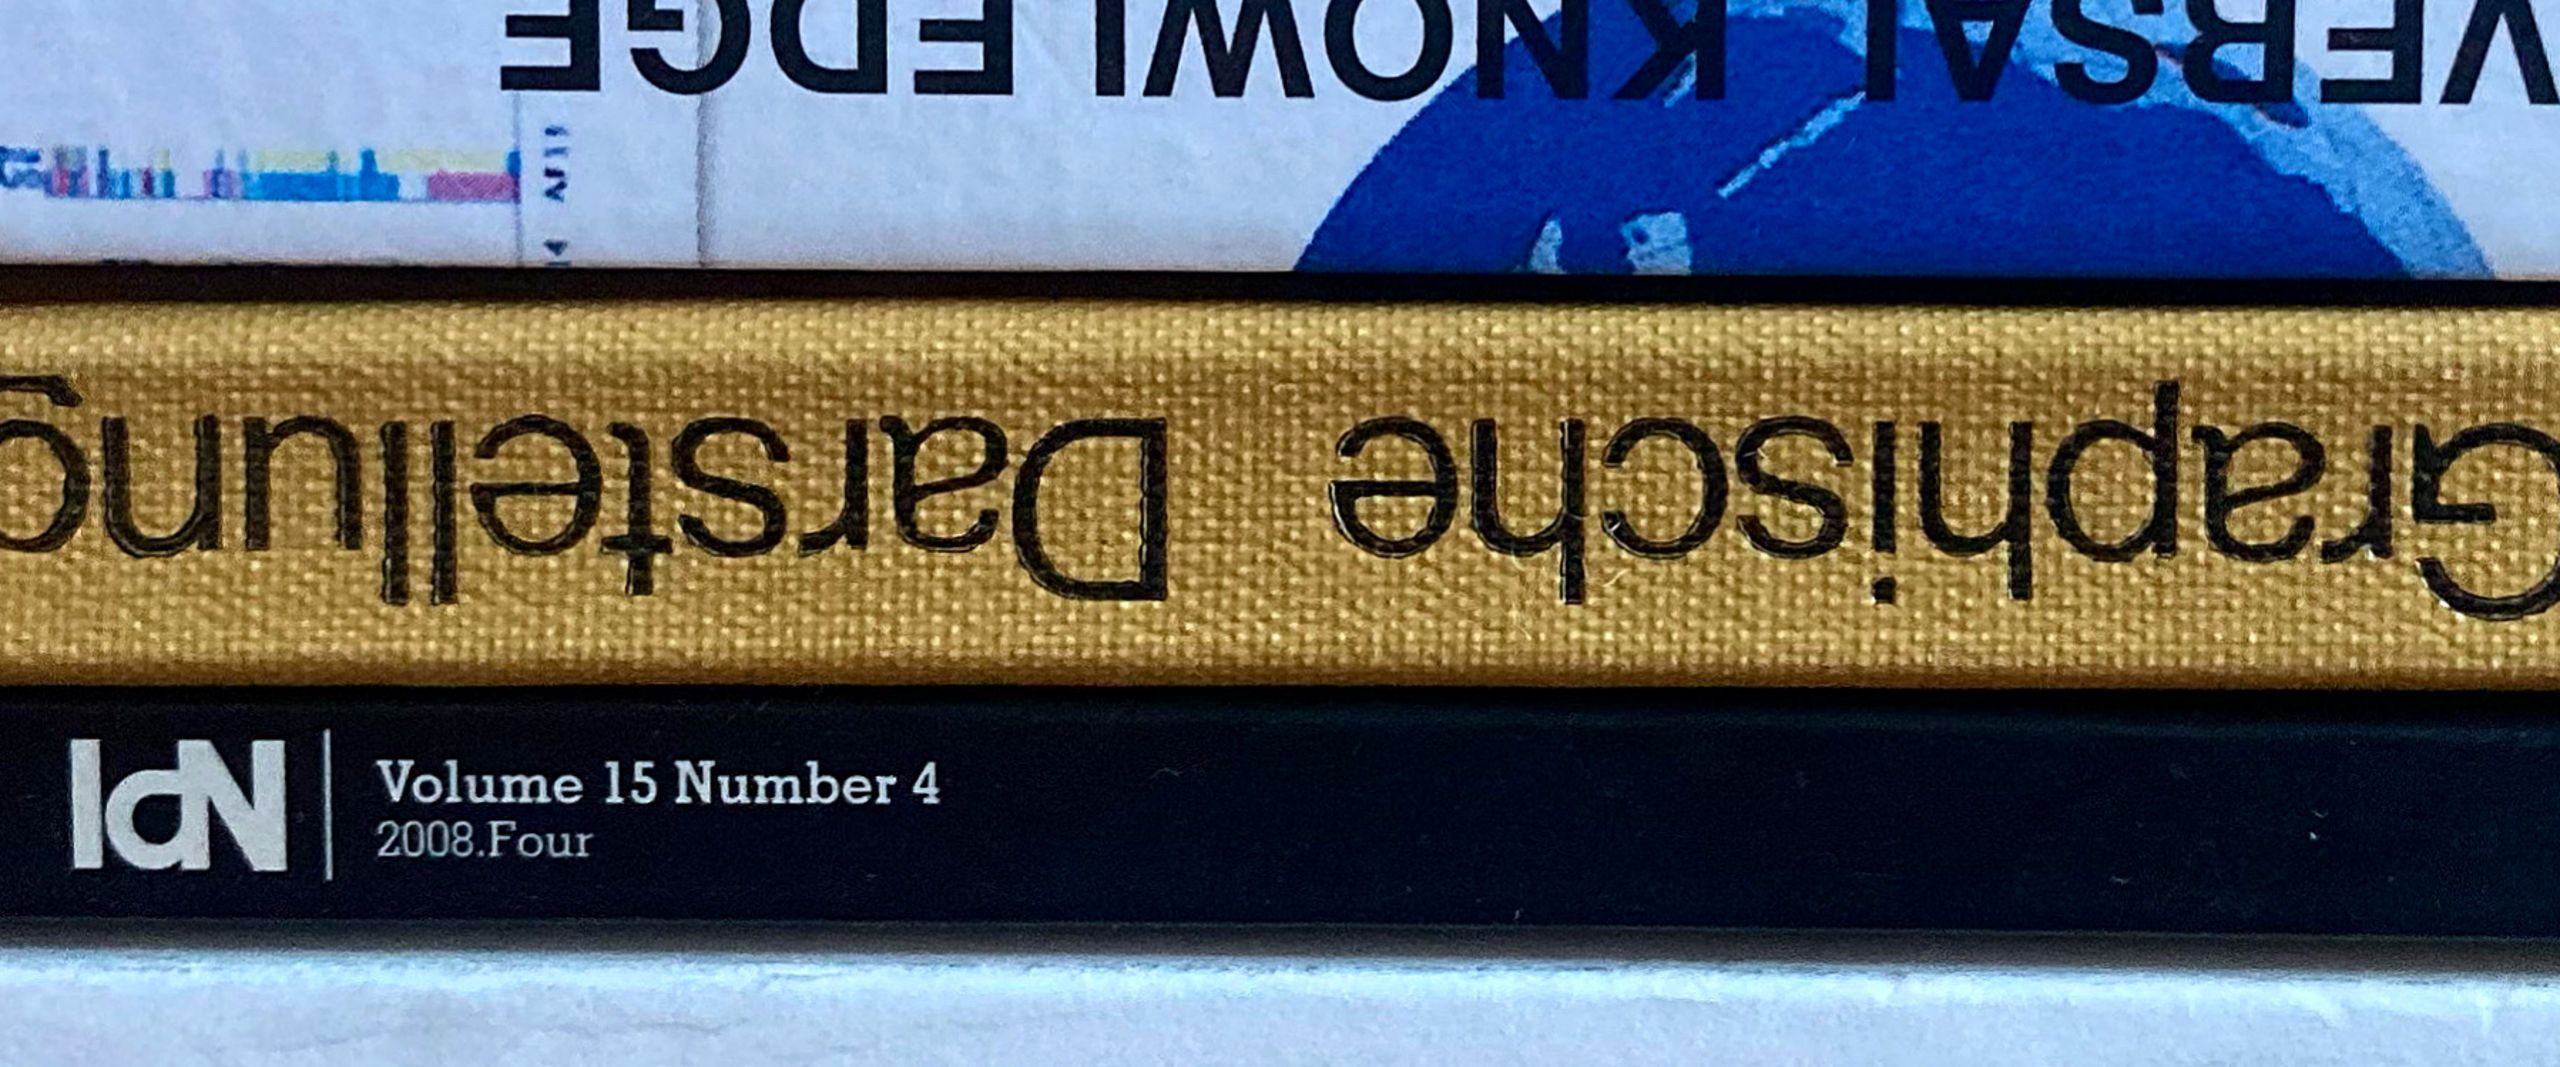 VERSAL KNOWLEDGE
Graphische Darstellung
IdN
Volume 15 Number 4
2008.Four